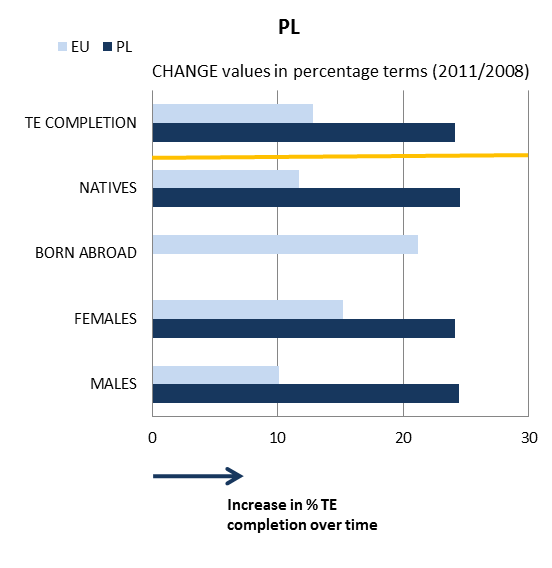 PL
EU PL
CHANGE values in percentage terms (2011/2008)
TE COMPLETION
NATIVES
BORN ABROAD
FEMALES
MALES
0 10 20 30
Increase in % TE
completion over time